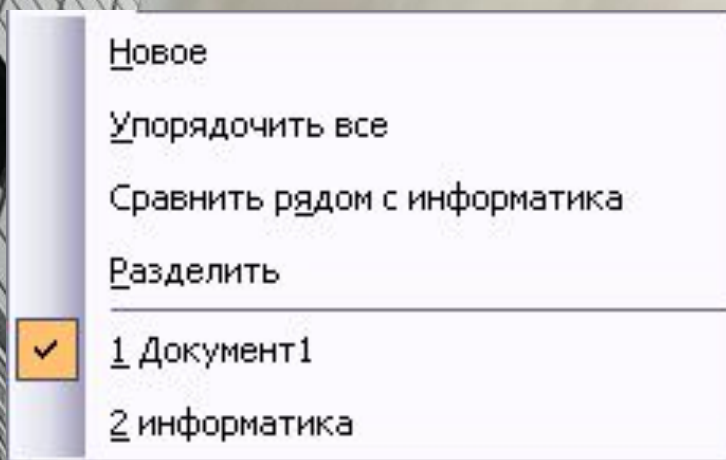 Новое
Упорядочить все
Сравнить рядом с информатика
Разделить
1 Документ1
2 информатика